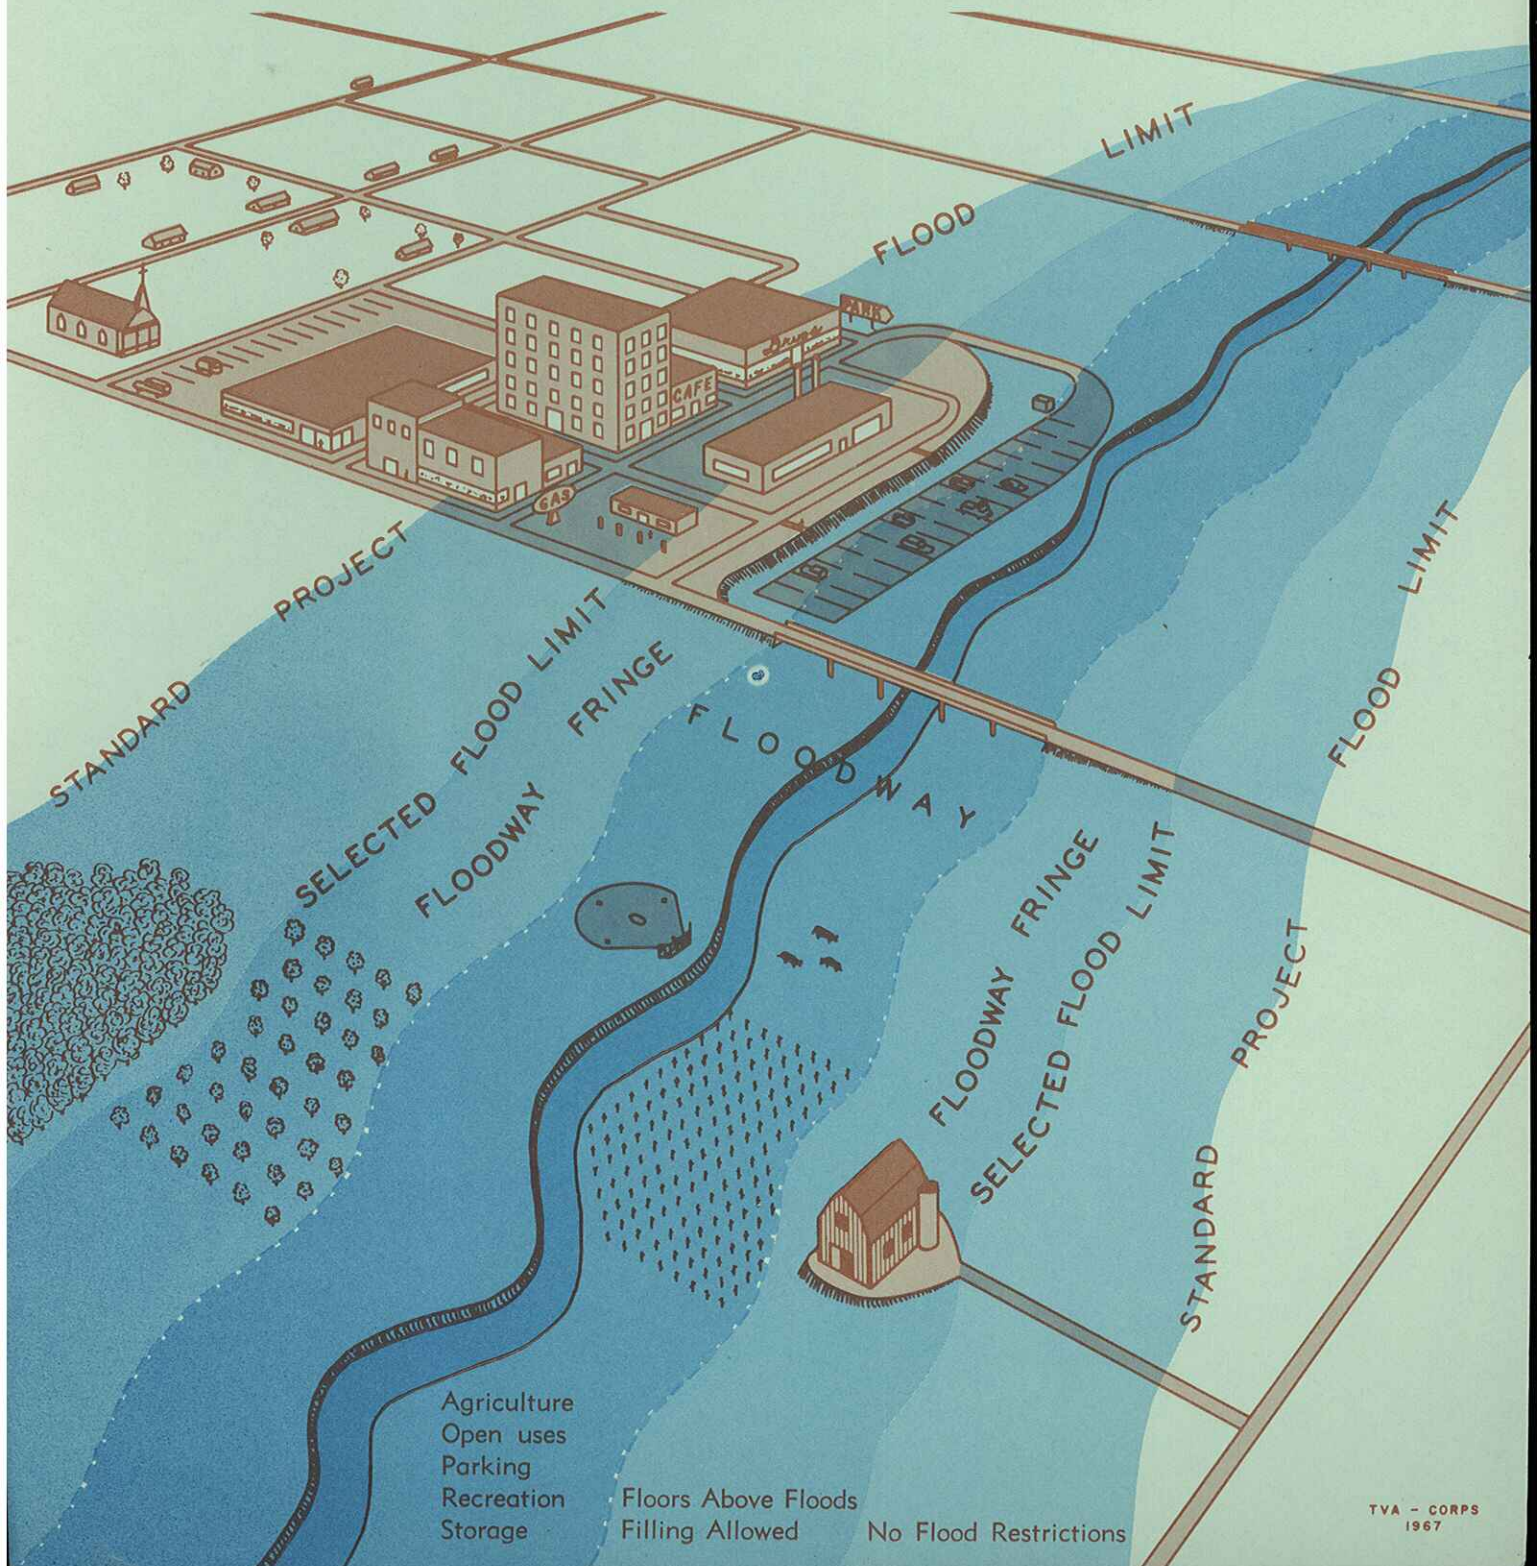 LIMIT
FLOOD
PARK
Drugs
CAFE
GAS
PROJECT
STANDARD
SELECTED FLOOD LIMIT
FLOODWAY FRINGE
FLOODWAY
LIMIT
FLOOD
FLOODWAY FRINGE
SELECTED FLOOD LIMIT
PROJECT
STANDARD
Agriculture
Open uses
Parking
Recreation
Storage
Floors Above Floods
Filling Allowed
No Flood Restrictions
TVA - CORPS
1967